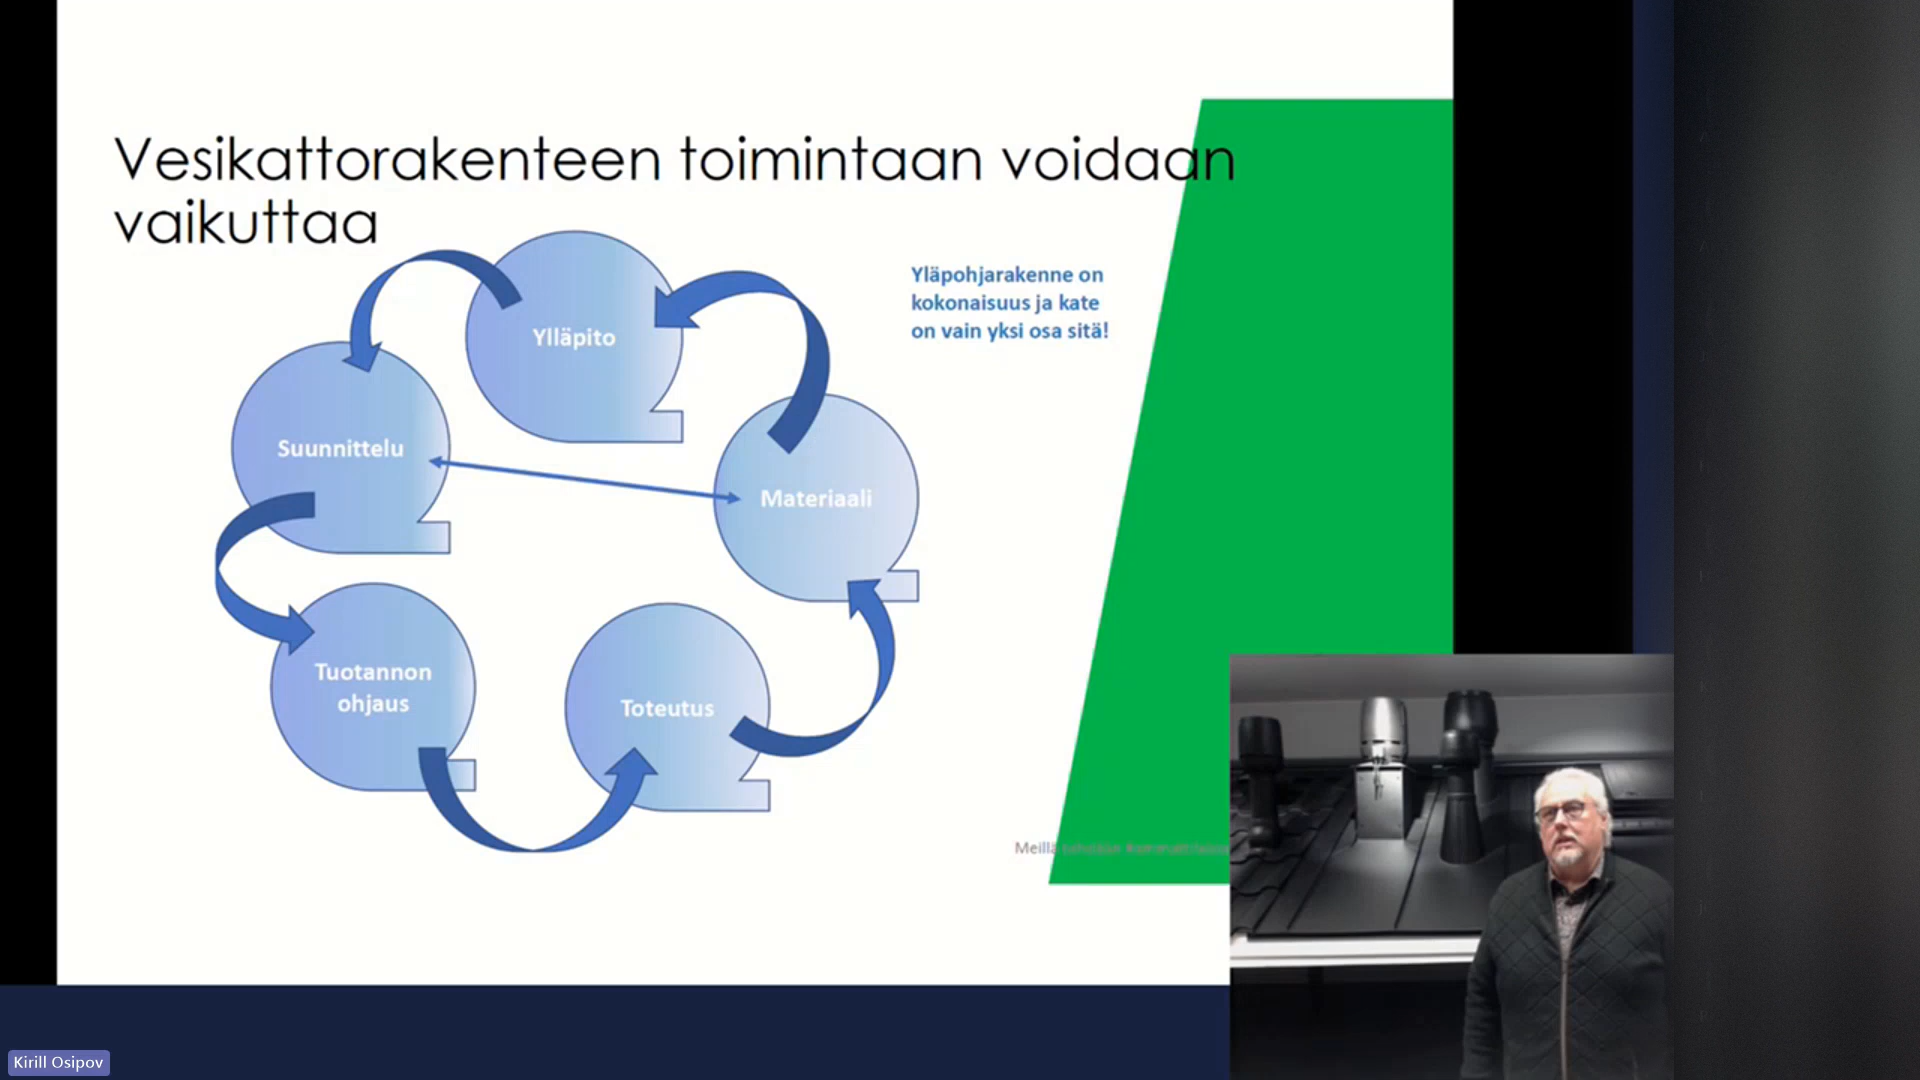 Vesikattorakenteen toimintaan voidaan
vaikuttaa
Yläpohjarakenne on
kokonaisuus ja kate
on vain yksi osa sitä!
Ylläpito
Suunnittelu
Materiaali
Tuotannon
ohjaus
Toteutus
Meillä
Kirill Osipov